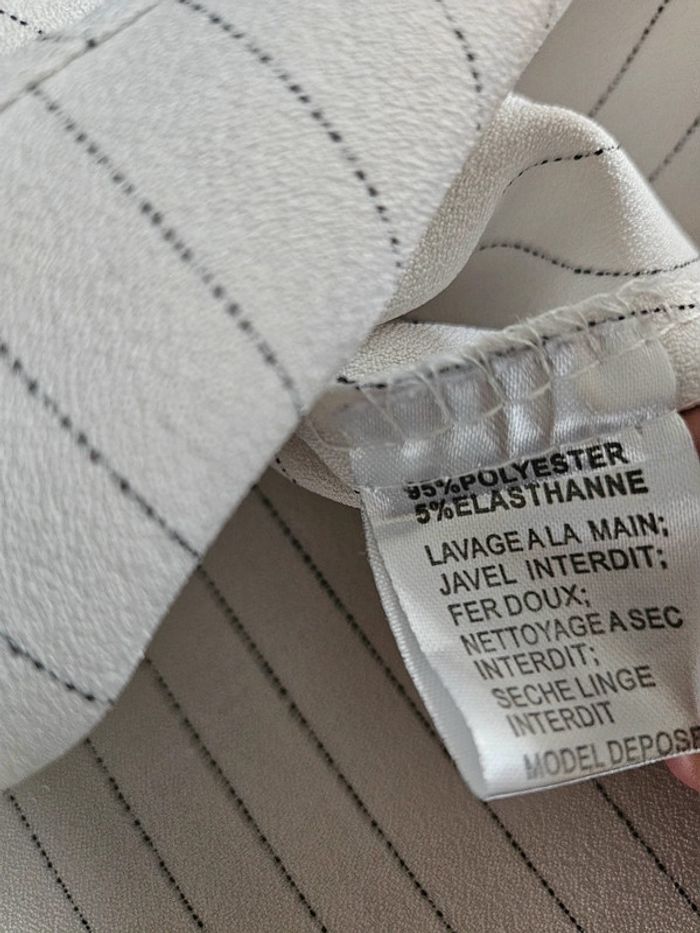 95%POLYESTER
5%ELASTHANNE
LAVAGE A LA MAIN;
JAVEL INTERDIT;
FER DOUX;
NETTOYAGE A SEC
INTERDIT;
SECHE LINGE
INTERDIT
MODEL DEPOSE